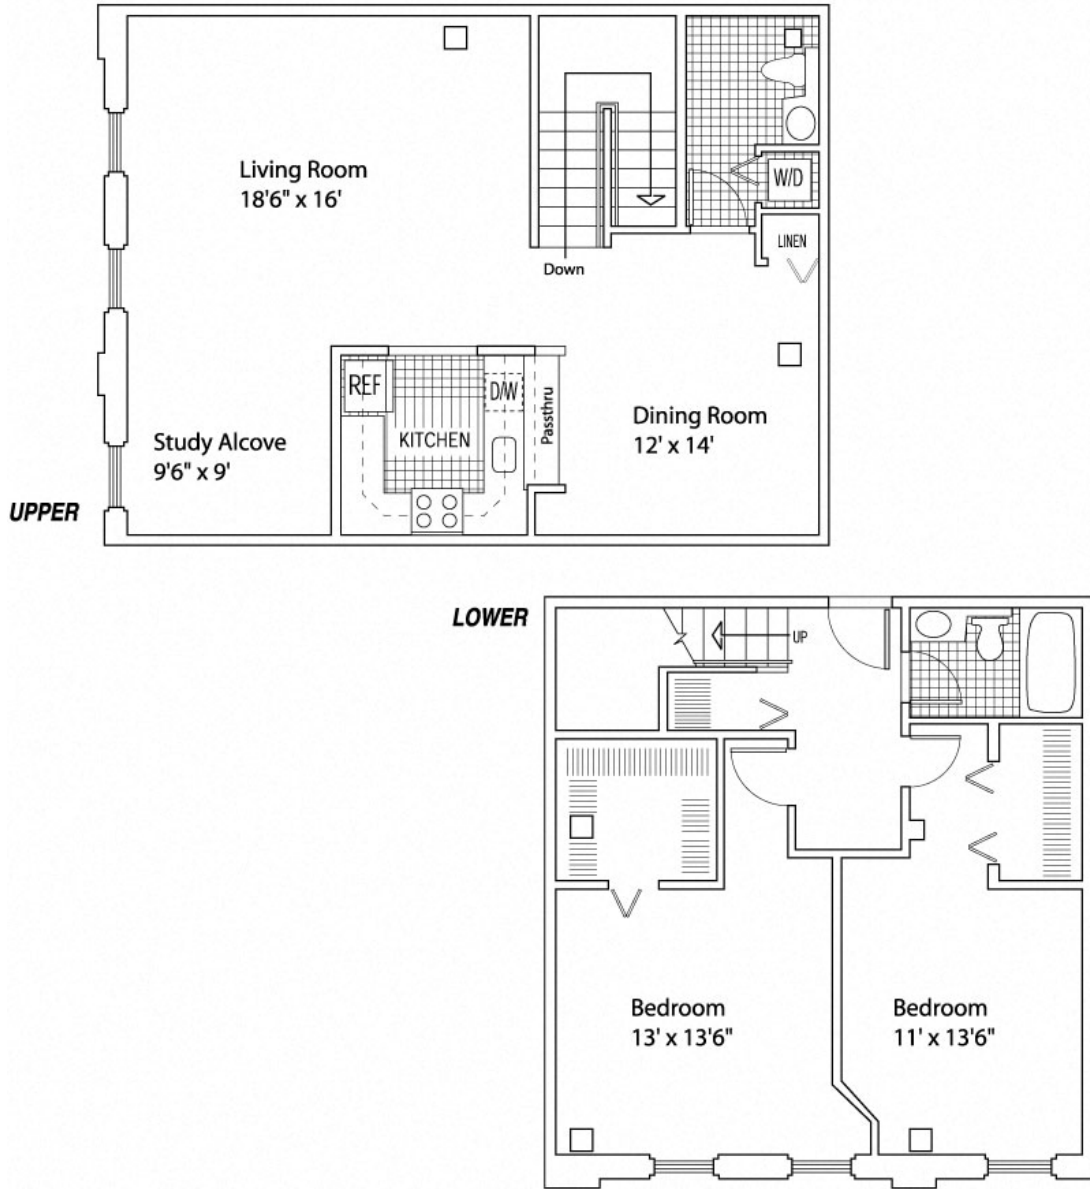 Living Room
18'6" x 16'
W/D
LINEN
Down
REF
D/W
Passthru
KITCHEN
Dining Room
12' x 14'
Study Alcove
9'6" x 9'
UPPER
LOWER
UP
Bedroom
13' x 13'6"
Bedroom
11' x 13'6"